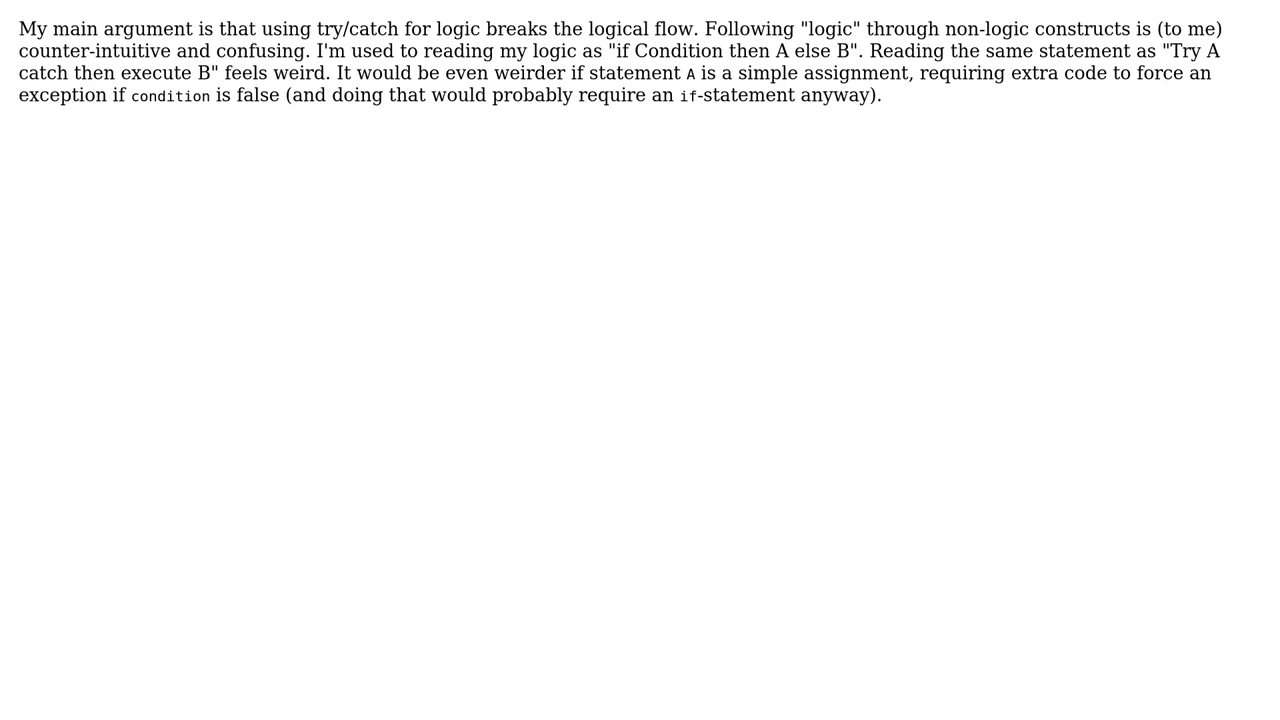 My main argument is that using try/catch for logic breaks the logical flow. Following "logic" through non-logic constructs is (to me)
counter-intuitive and confusing. I'm used to reading my logic as "if Condition then A else B". Reading the same statement as "Try A
catch then execute B" feels weird. It would be even weirder if statement A is a simple assignment, requiring extra code to force an
exception if condition is false (and doing that would probably require an if-statement anyway).